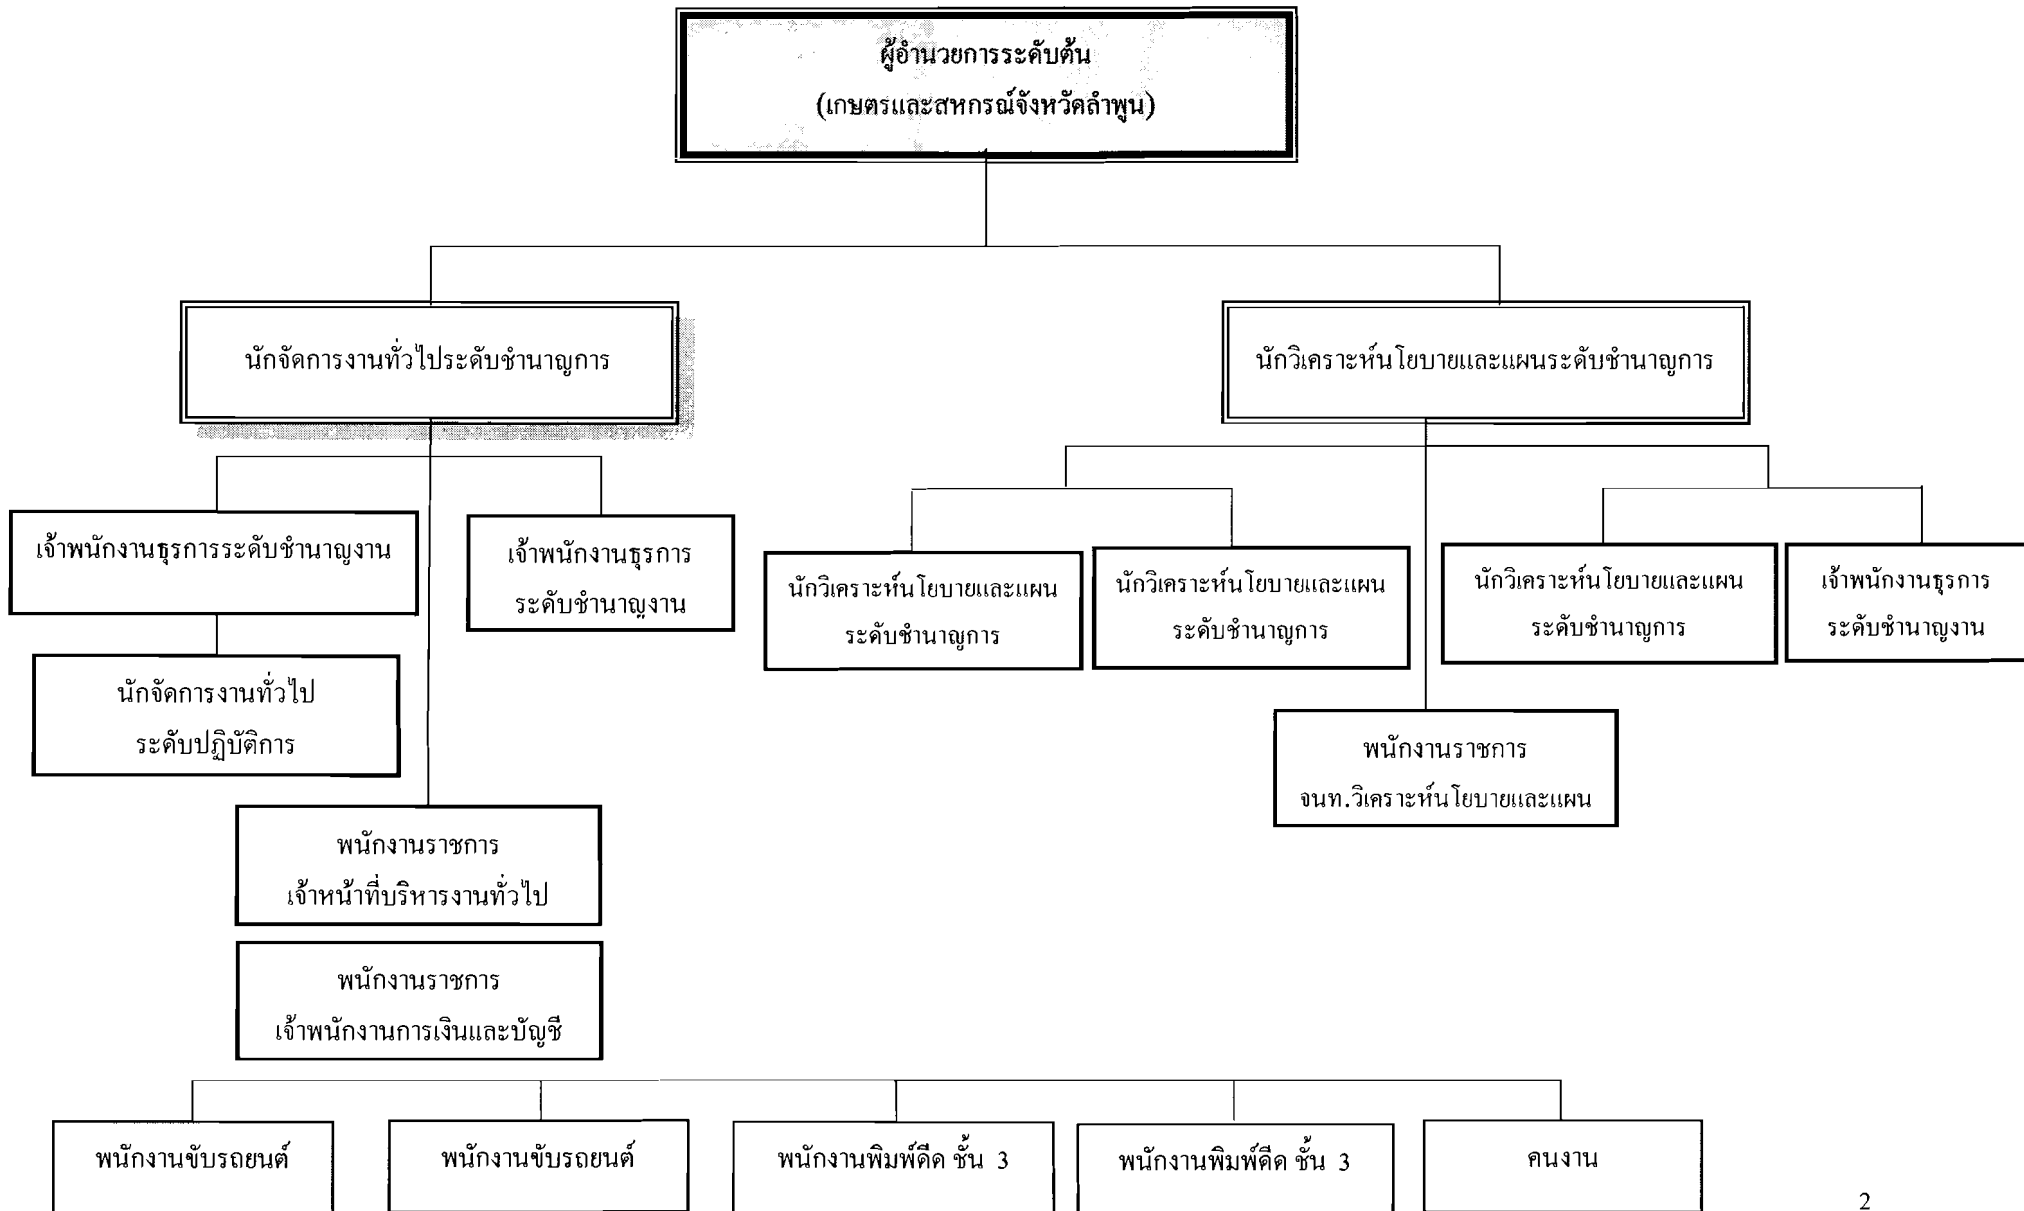 ผู้อำนวยการระดับต้น
(เกษตรและสหกรณ์จังหวัดลำพูน)
นักจัดการงานทั่วไประดับชำนาญการ
นักวิเคราะห์นโยบายและแผนระดับชำนาญการ
เจ้าพนักงานธุรการระดับชำนาญงาน
เจ้าพนักงานธุรการ
ระดับชำนาญงาน
นักวิเคราะห์นโยบายและแผน
ระดับชำนาญการ
นักวิเคราะห์นโยบายและแผน
ระดับชำนาญการ
นักวิเคราะห์นโยบายและแผน
ระดับชำนาญการ
เจ้าพนักงานธุรการ
ระดับชำนาญงาน
นักจัดการงานทั่วไป
ระดับปฏิบัติการ
พนักงานราชการ
จนท.วิเคราะห์นโยบายและแผน
พนักงานราชการ
เจ้าหน้าที่บริหารงานทั่วไป
พนักงานราชการ
เจ้าพนักงานการเงินและบัญชี
พนักงานขับรถยนต์
พนักงานขับรถยนต์
พนักงานพิมพ์ดีด ชั้น 3
พนักงานพิมพ์ดีด ชั้น 3
คนงาน
2